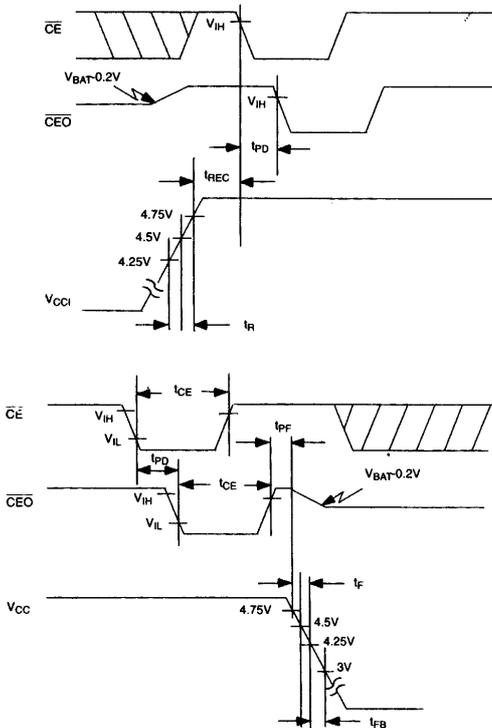 CE
VIH
VBAT-0.2V
CEO
VIH
tPD
tREC
4.75V
4.5V
4.25V
VCCI
tR
CE
VIH
VIL
tCE
tPF
tPD
VBAT-0.2V
CEO
VIH
VIL
tCE
VCC
4.75V
tF
4.5V
4.25V
3V
tFB